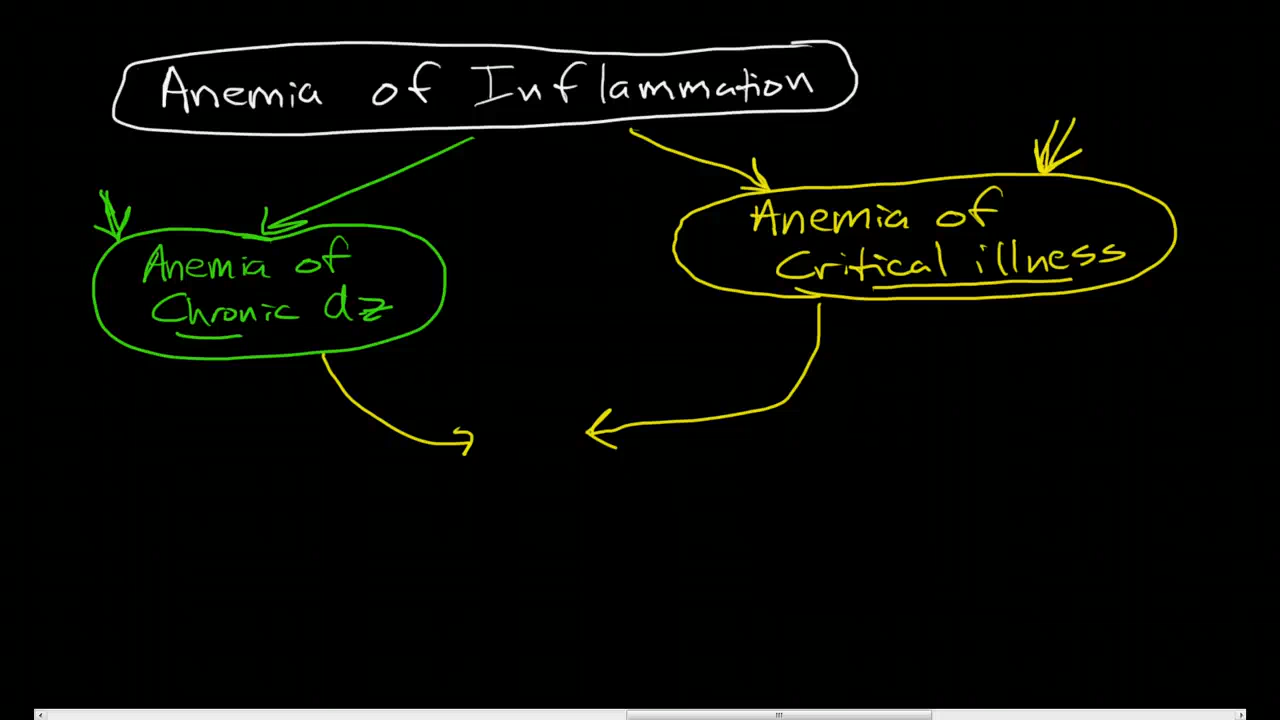 Anemia of Inflammation
Anemia of
Chronic dz
Anemia of
Critical illness